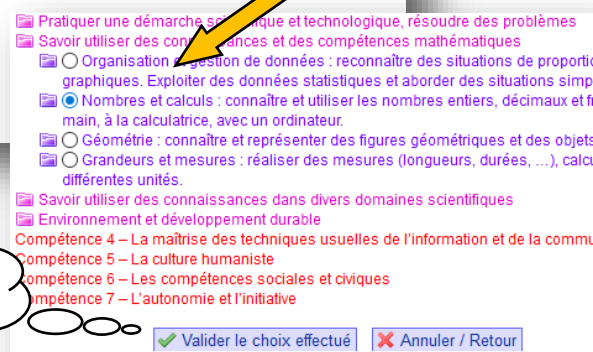 Pratiquer une démarche scientifique et technologique, résoudre des problèmes
Savoir utiliser des connaissances et des compétences mathématiques
Organisation gestion de données : reconnaître des situations de proportio
graphiques. Exploiter des données statistiques et aborder des situations simp
Nombres et calculs : connaître et utiliser les nombres entiers, décimaux et fr
main, à la calculatrice, avec un ordinateur.
Géométrie : connaître et représenter des figures géométriques et des objets
Grandeurs et mesures : réaliser des mesures (longueurs, durées, …), calcu
différentes unités.
Savoir utiliser des connaissances dans divers domaines scientifiques
Environnement et développement durable
Compétence 4 – La maîtrise des techniques usuelles de l'information et de la commu
Compétence 5 – La culture humaniste
Compétence 6 – Les compétences sociales et civiques
ompétence 7 – L'autonomie et l'initiative
Valider le choix effectué Annuler / Retour